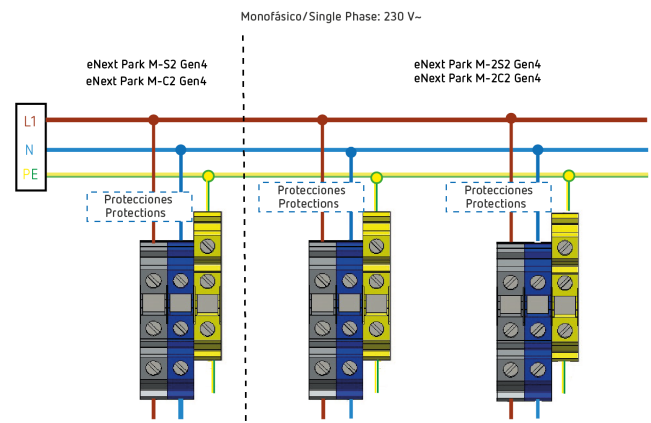 Monofásico/Single Phase: 230 V~
eNext Park M-S2 Gen4
eNext Park M-C2 Gen4
eNext Park M-2S2 Gen4
eNext Park M-2C2 Gen4
L1
N
PE
Protecciones
Protections
Protecciones
Protections
Protecciones
Protections